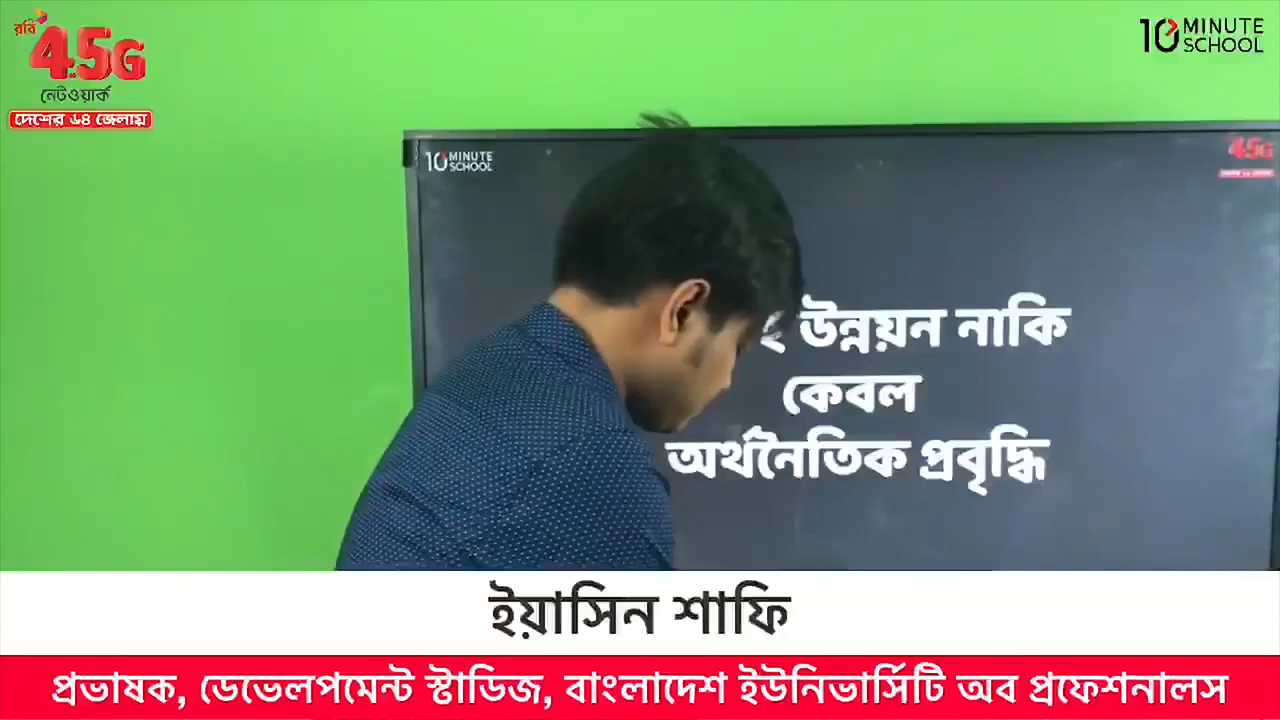 রবি
4.5G
নেটওয়ার্ক
দেশের ৬৪ জেলায়
10 MINUTE SCHOOL
10 MINUTE SCHOOL
4.5G
উন্নয়ন নাকি
কেবল
অর্থনৈতিক প্রবৃদ্ধি
ইয়াসিন শাফি
প্রভাষক, ডেভেলপমেন্ট স্টাডিজ, বাংলাদেশ ইউনিভার্সিটি অব প্রফেশনালস